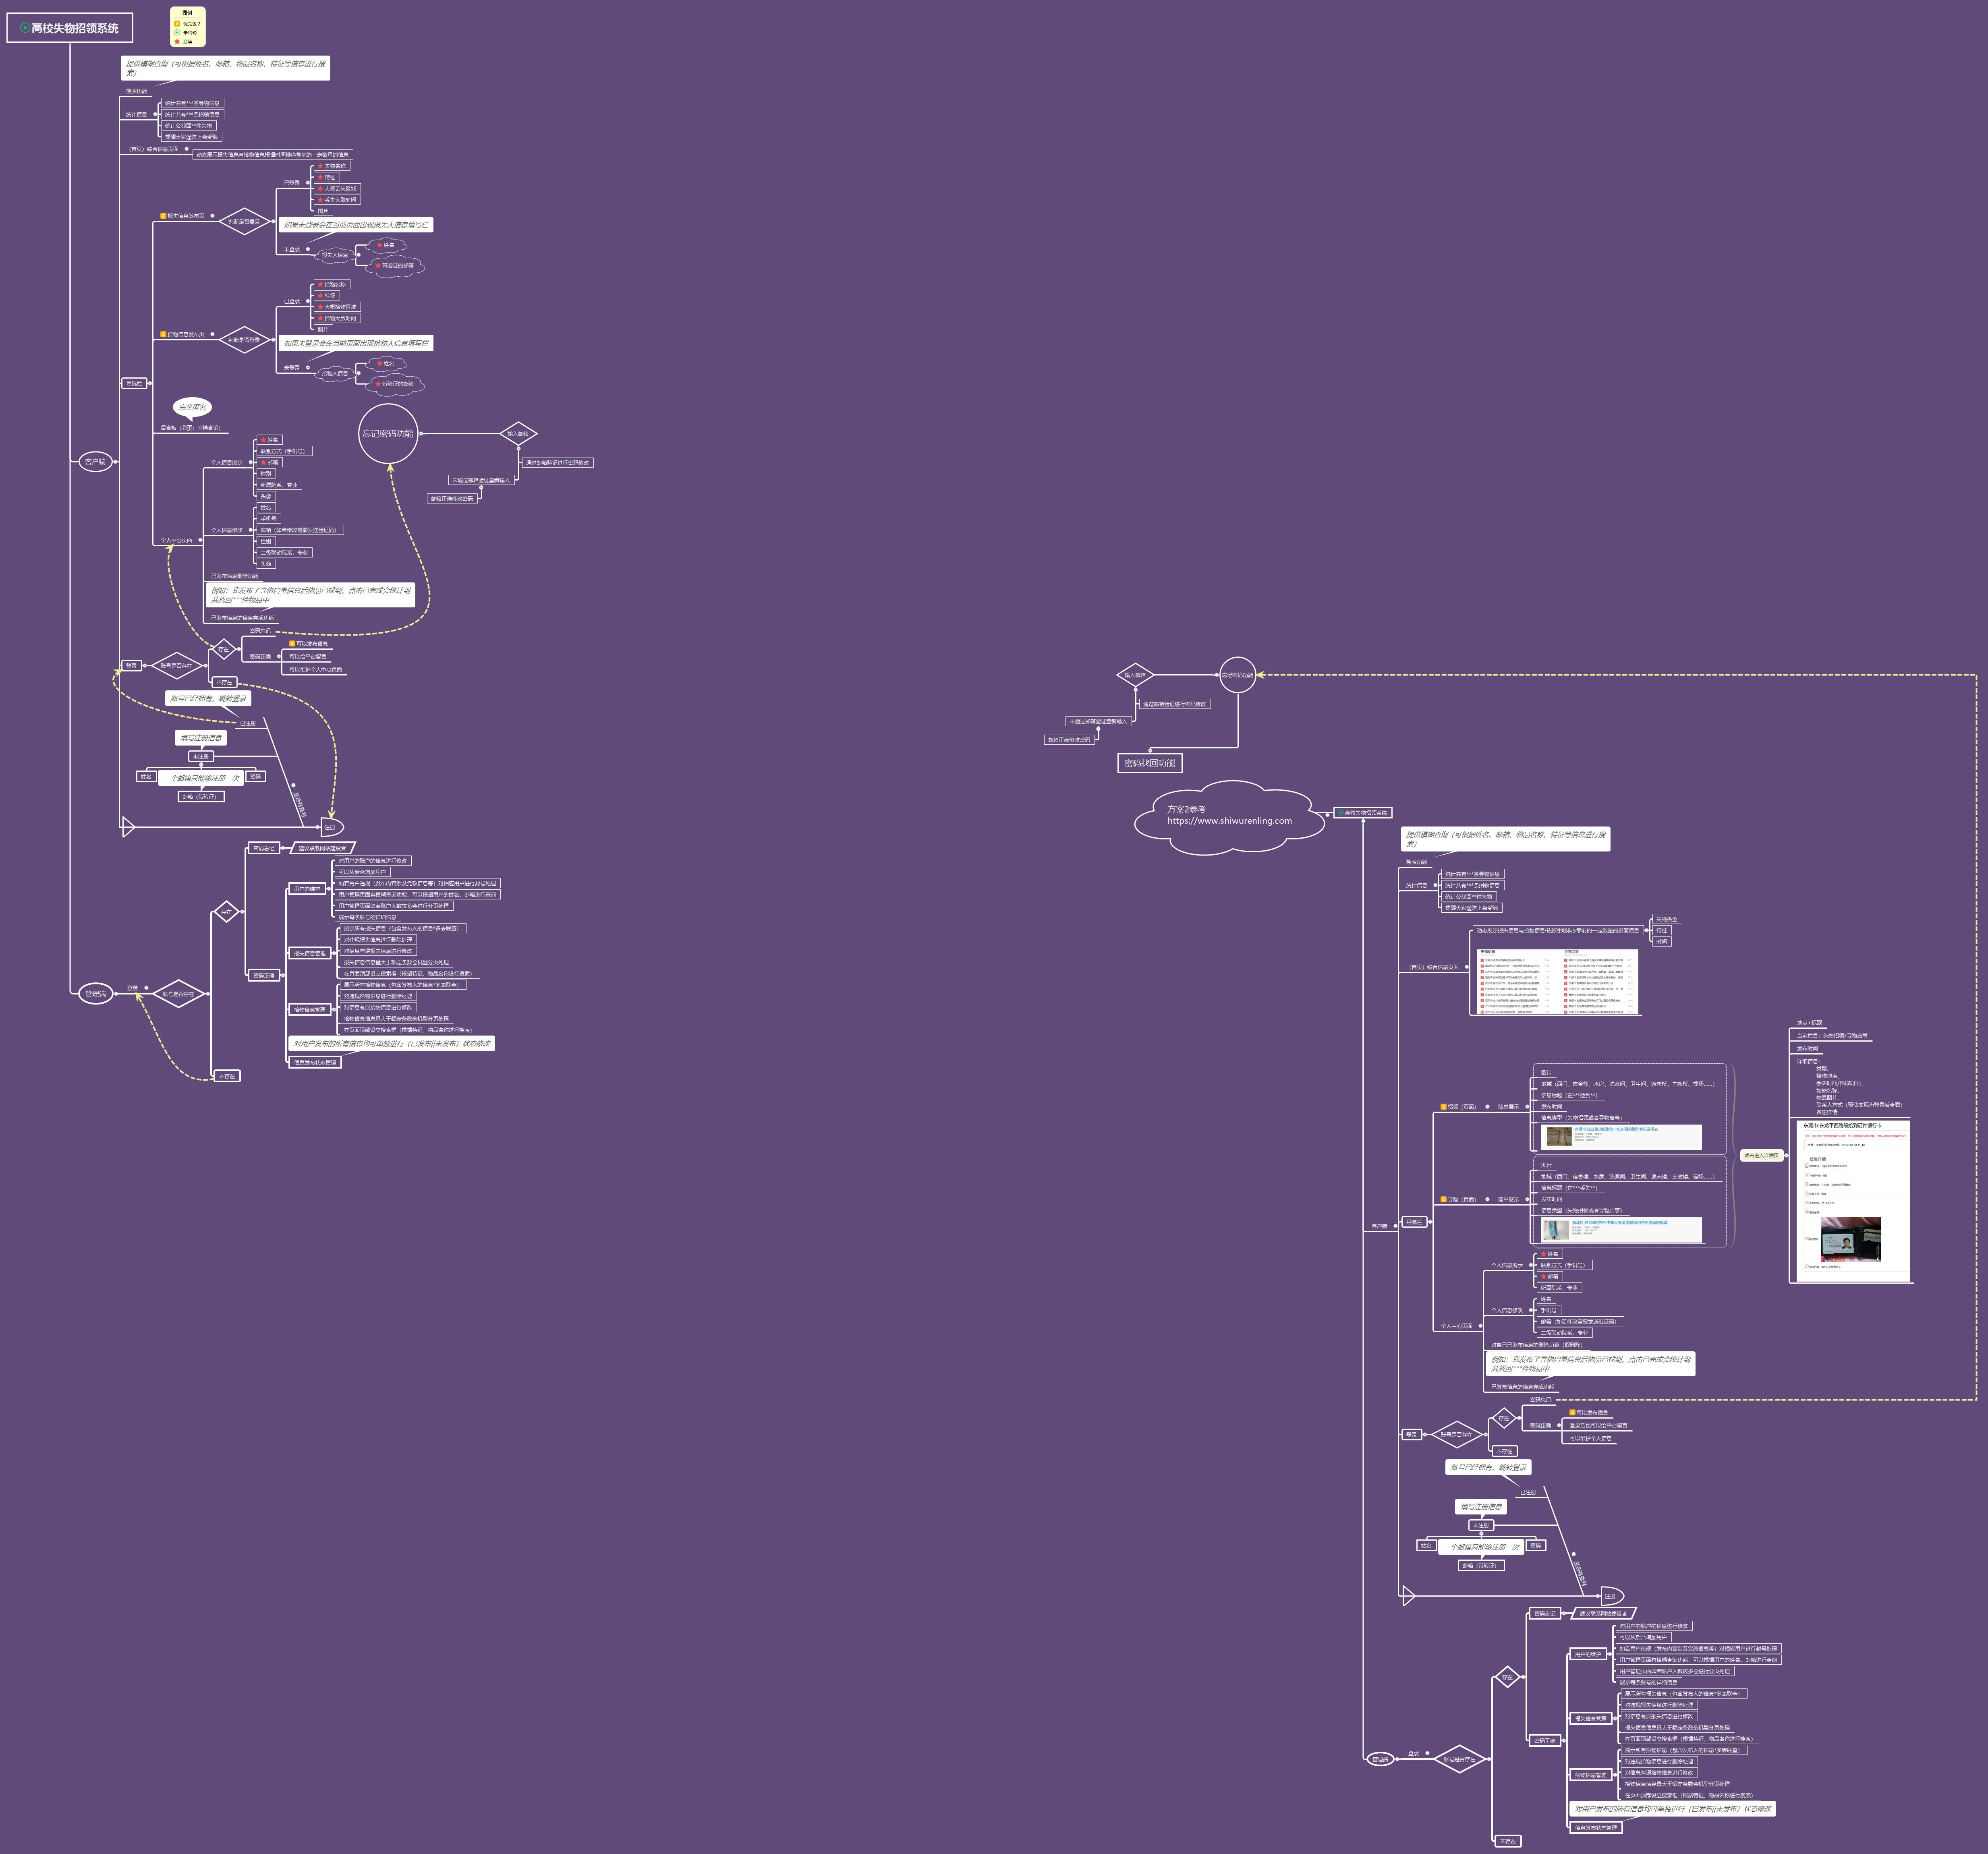 高校失物招领系统
图例
优先级 2
未启动
必填
提供模糊查询（可根据姓名、邮箱、物品名称、特征等信息进行搜
索）
搜索功能
统计信息
统计共有***条寻物信息
统计共有***条招领信息
统计公找回**件失物
提醒大家谨防上当受骗
（首页）综合信息页面
动态展示报失信息与拾物信息根据时间排序靠前的一定数量的信息
导航栏
2 报失信息发布页
判断是否登录
已登录
失物名称
特征
大概丢失区域
丢失大致时间
图片
如果未登录会在当前页面出现报失人信息填写栏
未登录
报失人信息
姓名
带验证的邮箱
2 拾物信息发布页
判断是否登录
已登录
拾物名称
特征
大概拾物区域
拾物大致时间
图片
如果未登录会在当前页面出现拾物人信息填写栏
未登录
拾物人信息
姓名
带验证的邮箱
完全匿名
留言板（彩蛋：吐槽言论）
忘记密码功能
输入邮箱
通过邮箱验证进行密码修改
未通过邮箱验证重新输入
邮箱正确修改密码
客户端
个人中心页面
个人信息展示
姓名
联系方式（手机号）
邮箱
性别
所属院系、专业
头像
个人信息修改
姓名
手机号
邮箱（如若修改需要发送验证码）
性别
二级联动院系、专业
头像
已发布信息删除功能
例如：我发布了寻物启事信息后物品已找到，点击已完成会统计到
共找回***件物品中
已发布信息的信息完成功能
登录
账号是否存在
存在
密码忘记
密码正确
2 可以发布信息
可以给平台留言
可以维护个人中心页面
不存在
账号已经拥有，跳转登录
已注册
填写注册信息
未注册
姓名
一个邮箱只能够注册一次
密码
邮箱（带验证）
是否有账号
注册
管理端
登录
账号是否存在
存在
密码忘记
建议联系网站建设者
密码正确
用户的维护
对用户的账户的信息进行修改
可以从后台增加用户
如若用户违规（发布内容涉及党政信息等）对相应用户进行封号处理
用户管理页面有模糊查询功能，可以根据用户的姓名、邮箱进行查询
用户管理页面如若账户人数较多会进行分页处理
展示每条账号的详细信息
报失信息管理
展示所有报失信息（包含发布人的信息*多表联查）
对违规报失信息进行删除处理
对信息有误报失信息进行修改
报失信息信息量大于额定条数会机型分页处理
在页面顶部设立搜索框（根据特征、物品名称进行搜索）
拾物信息管理
展示所有拾物信息（包含发布人的信息*多表联查）
对违规拾物信息进行删除处理
对信息有误拾物信息进行修改
拾物信息信息量大于额定条数会机型分页处理
在页面顶部设立搜索框（根据特征、物品名称进行搜索）
对用户发布的所有信息均可单独进行（已发布||未发布）状态修改
信息发布状态管理
不存在
输入邮箱
忘记密码功能
通过邮箱验证进行密码修改
未通过邮箱验证重新输入
邮箱正确修改密码
密码找回功能
方案2参考
https://www.shiwurenling.com
高校失物招领系统
提供模糊查询（可根据姓名、邮箱、物品名称、特征等信息进行搜
索）
搜索功能
统计信息
统计共有***条寻物信息
统计共有***条招领信息
统计公找回**件失物
提醒大家谨防上当受骗
（首页）综合信息页面
动态展示报失信息与拾物信息根据时间排序靠前的一定数量的极简信息
失物类型
特征
时间
导航栏
2 招领（页面）
简单展示
图片
地域（西门、宿舍楼、水房、洗漱间、卫生间、逸夫楼、主教楼、操场......）
信息标题（在***捡到**）
发布时间
信息类型（失物招领或者寻物启事）
2 寻物（页面）
简单展示
图片
地域（西门、宿舍楼、水房、洗漱间、卫生间、逸夫楼、主教楼、操场......）
信息标题（在***丢失**）
发布时间
信息类型（失物招领或者寻物启事）
点击进入详情页
地点+标题
当前栏目：失物招领/寻物启事
发布时间
详细信息：
类型、
拾物地点、
丢失时间/拾取时间、
物品名称、
物品图片、
联系人方式（预估实现为登录后查看）
备注详情
东莞市 在龙平西路段拾到证件银行卡
信息详情
客户端
个人中心页面
个人信息展示
姓名
联系方式（手机号）
邮箱
所属院系、专业
个人信息修改
姓名
手机号
邮箱（如若修改需要发送验证码）
二级联动院系、专业
对自己已发布信息的删除功能（假删除）
例如：我发布了寻物启事信息后物品已找到，点击已完成会统计到
共找回***件物品中
已发布信息的信息完成功能
登录
账号是否存在
存在
密码忘记
密码正确
2 可以发布信息
登录后也可以给平台留言
可以维护个人信息
不存在
账号已经拥有，跳转登录
已注册
填写注册信息
未注册
姓名
一个邮箱只能够注册一次
密码
邮箱（带验证）
是否有账号
注册
管理端
登录
账号是否存在
存在
密码忘记
建议联系网站建设者
密码正确
用户的维护
对用户的账户的信息进行修改
可以从后台增加用户
如若用户违规（发布内容涉及党政信息等）对相应用户进行封号处理
用户管理页面有模糊查询功能，可以根据用户的姓名、邮箱进行查询
用户管理页面如若账户人数较多会进行分页处理
展示每条账号的详细信息
报失信息管理
展示所有报失信息（包含发布人的信息*多表联查）
对违规报失信息进行删除处理
对信息有误报失信息进行修改
报失信息信息量大于额定条数会机型分页处理
在页面顶部设立搜索框（根据特征、物品名称进行搜索）
拾物信息管理
展示所有拾物信息（包含发布人的信息*多表联查）
对违规拾物信息进行删除处理
对信息有误拾物信息进行修改
拾物信息信息量大于额定条数会机型分页处理
在页面顶部设立搜索框（根据特征、物品名称进行搜索）
对用户发布的所有信息均可单独进行（已发布||未发布）状态修改
信息发布状态管理
不存在